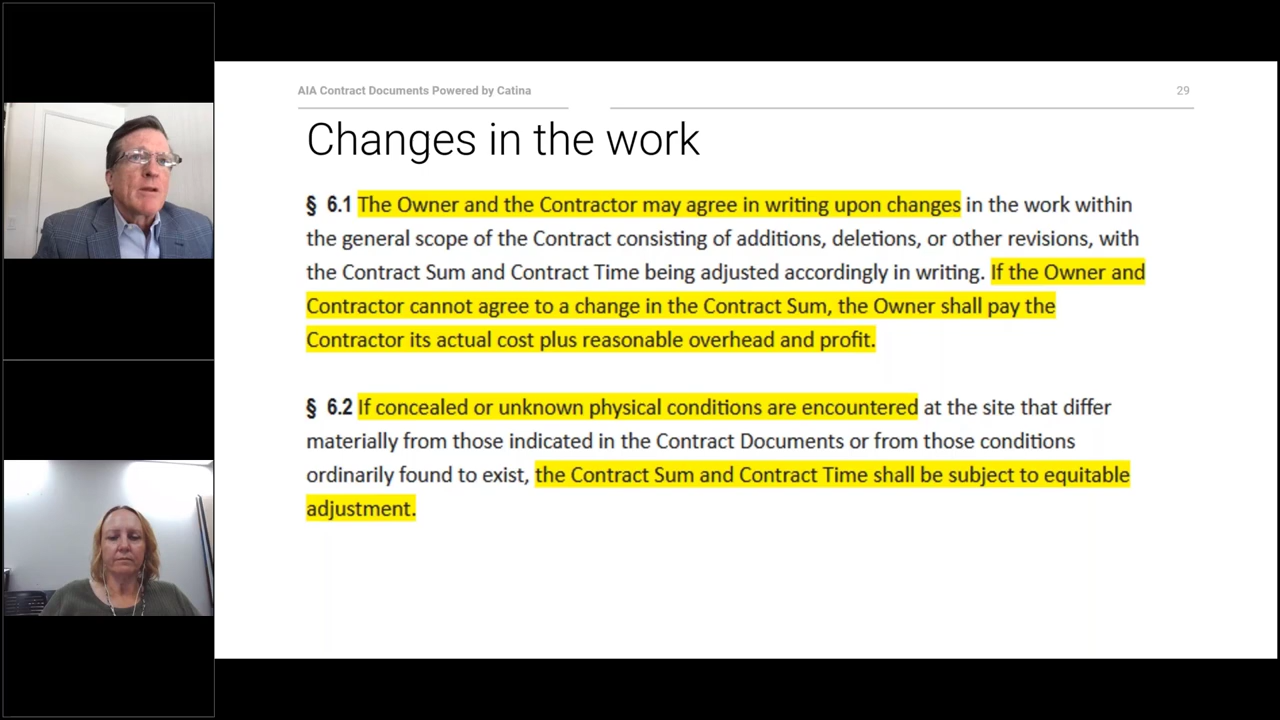 AIA Contract Documents Powered by Catina
29
Changes in the work
§ 6.1 The Owner and the Contractor may agree in writing upon changes in the work within
the general scope of the Contract consisting of additions, deletions, or other revisions, with
the Contract Sum and Contract Time being adjusted accordingly in writing. If the Owner and
Contractor cannot agree to a change in the Contract Sum, the Owner shall pay the
Contractor its actual cost plus reasonable overhead and profit.
§ 6.2 If concealed or unknown physical conditions are encountered at the site that differ
materially from those indicated in the Contract Documents or from those conditions
ordinarily found to exist, the Contract Sum and Contract Time shall be subject to equitable
adjustment.